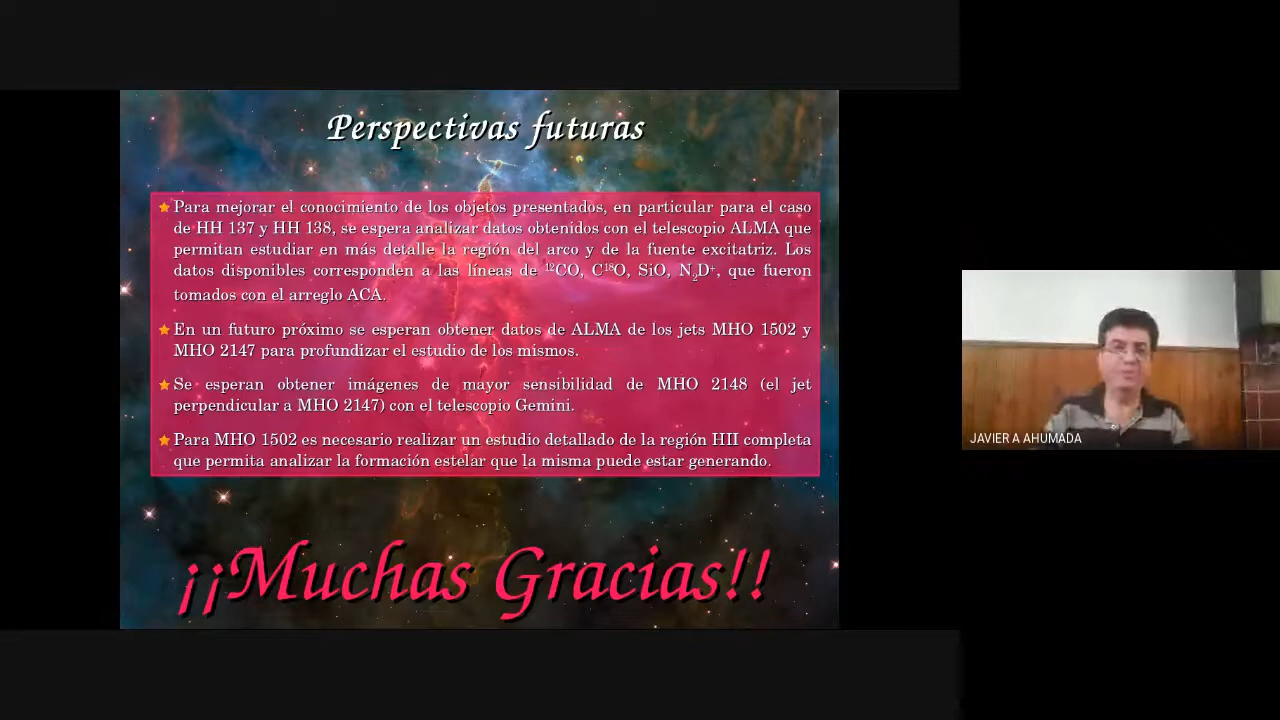 Perspectivas futuras
Para mejorar el conocimiento de los objetos presentados, en particular para el caso
de HH 137 y HH 138, se espera analizar datos obtenidos con el telescopio ALMA que
permitan estudiar en más detalle la región del arco y de la fuente excitatriz. Los
datos disponibles corresponden a las líneas de ¹²CO, C¹⁸O, SiO, N₂D⁺, que fueron
tomados con el arreglo ACA.
En un futuro próximo se esperan obtener datos de ALMA de los jets MHO 1502 y
MHO 2147 para profundizar el estudio de los mismos.
Se esperan obtener imágenes de mayor sensibilidad de MHO 2148 (el jet
perpendicular a MHO 2147) con el telescopio Gemini.
Para MHO 1502 es necesario realizar un estudio detallado de la región HII completa
que permita analizar la formación estelar que la misma puede estar generando.
¡¡Muchas Gracias!!
JAVIER A AHUMADA